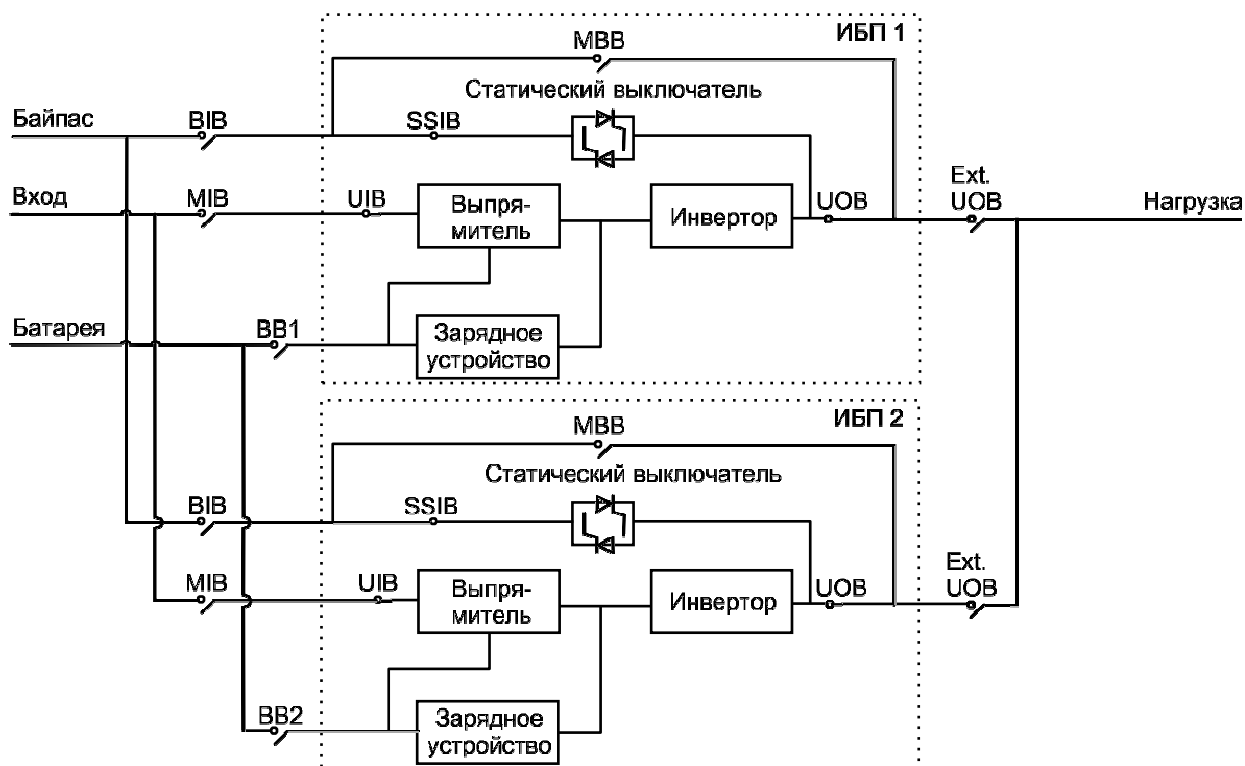 ИБП 1
MBB
Статический выключатель
Байпас
BIB
SSIB
Вход
MIB
UIB
Выпря-
митель
Инвертор
UOB
Ext.
UOB
Нагрузка
Батарея
BB1
Зарядное
устройство
ИБП 2
MBB
Статический выключатель
BIB
SSIB
MIB
UIB
Выпря-
митель
Инвертор
UOB
Ext.
UOB
BB2
Зарядное
устройство